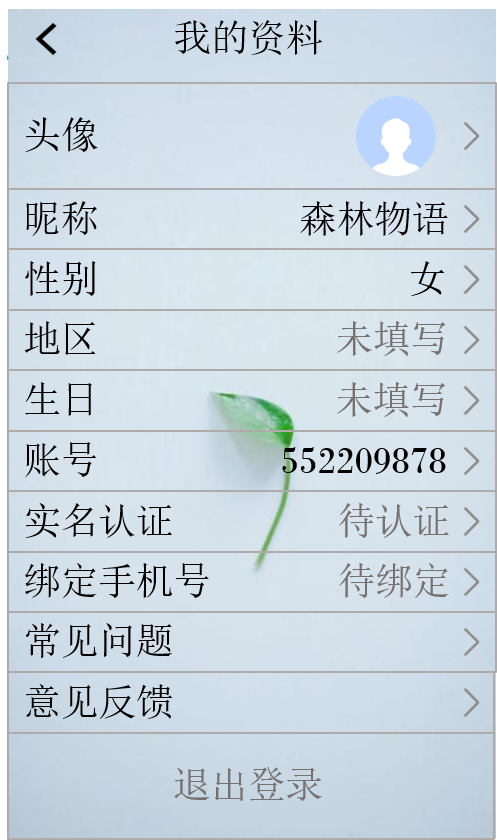 我的资料
头像
昵称 森林物语
性别 女
地区 未填写
生日 未填写
账号 552209878
实名认证 待认证
绑定手机号 待绑定
常见问题
意见反馈
退出登录